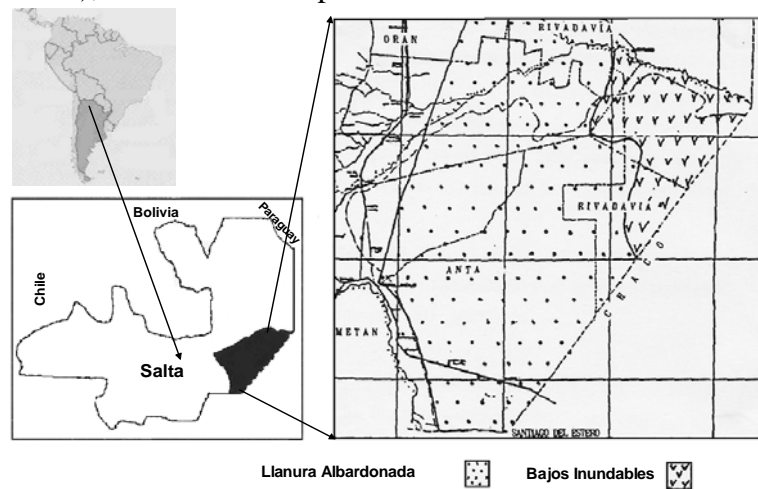 ORAN
RIVADAVIA
Bolivia
Paraguay
Chile
Salta
RIVADAVIA
ANTA
CHACO
METAN
SANTIAGO DEL ESTERO
Llanura Albardonada
Bajos Inundables